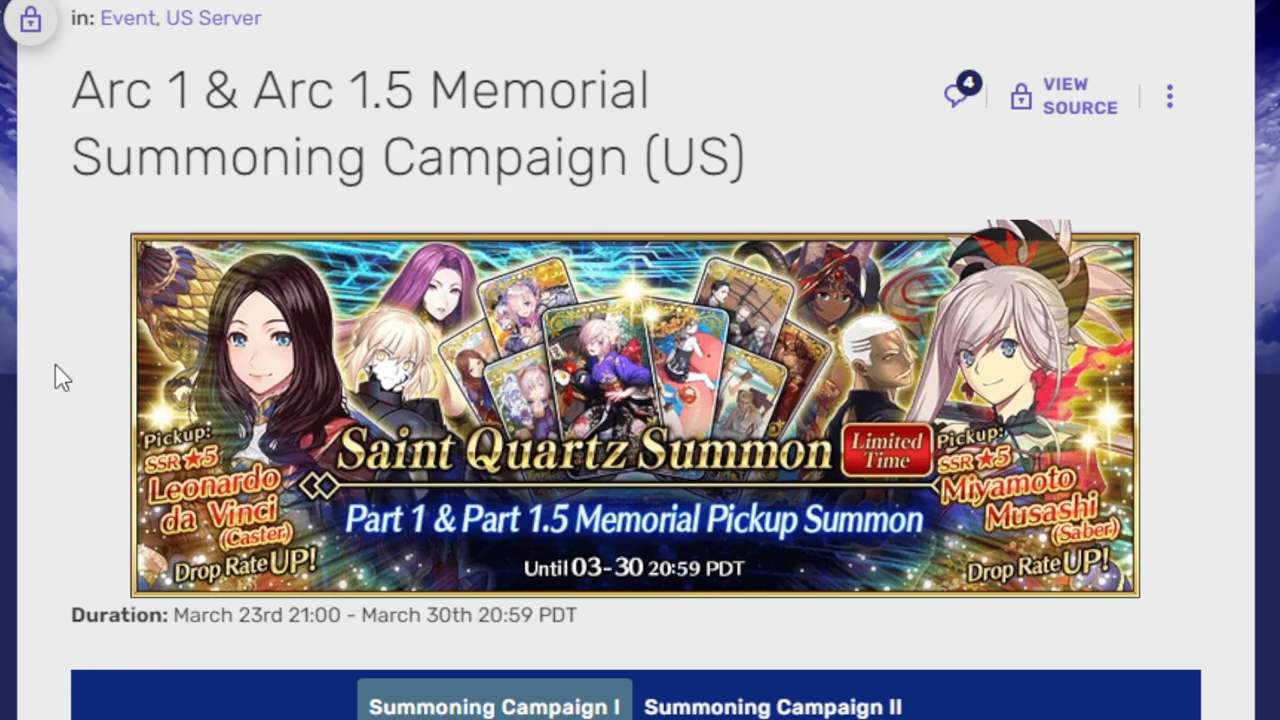 in: Event, US Server
Arc 1 & Arc 1.5 Memorial
Summoning Campaign (US)
4
VIEW
SOURCE
Pickup:
SSR ★5
Leonardo
da Vinci
(Caster)
Drop Rate UP!
Saint Quartz Summon
Limited
Time
Part 1 & Part 1.5 Memorial Pickup Summon
Until 03-30 20:59 PDT
Pickup:
SSR ★5
Miyamoto
Musashi
(Saber)
Drop Rate UP!
Duration: March 23rd 21:00 - March 30th 20:59 PDT
Summoning Campaign I
Summoning Campaign II